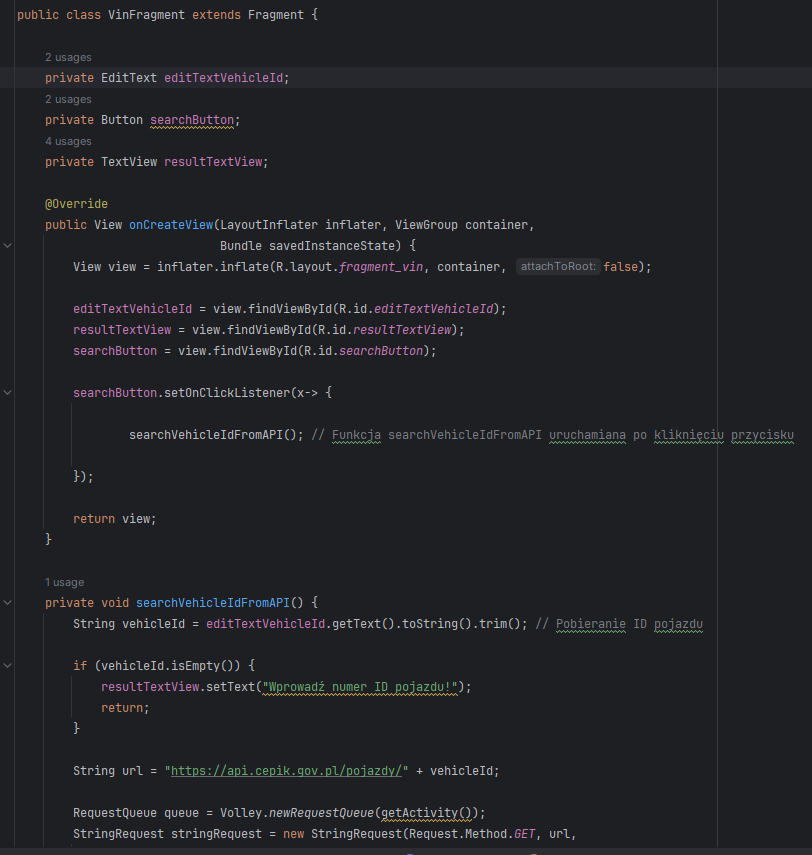 public class VinFragment extends Fragment {
2 usages
private EditText editTextVehicleId;
2 usages
private Button searchButton;
4 usages
private TextView resultTextView;
@Override
public View onCreateView(LayoutInflater inflater, ViewGroup container,
Bundle savedInstanceState) {
View view = inflater.inflate(R.layout.fragment_vin, container, attachToRoot: false);
editTextVehicleId = view.findViewById(R.id.editTextVehicleId);
resultTextView = view.findViewById(R.id.resultTextView);
searchButton = view.findViewById(R.id.searchButton);
searchButton.setOnClickListener(x-> {
searchVehicleIdFromAPI(); // Funkcja searchVehicleIdFromAPI uruchamiana po kliknięciu przycisku
});
return view;
}
1 usage
private void searchVehicleIdFromAPI() {
String vehicleId = editTextVehicleId.getText().toString().trim(); // Pobieranie ID pojazdu
if (vehicleId.isEmpty()) {
resultTextView.setText("Wprowadź numer ID pojazdu!");
return;
}
String url = "https://api.cepik.gov.pl/pojazdy/" + vehicleId;
RequestQueue queue = Volley.newRequestQueue(getActivity());
StringRequest stringRequest = new StringRequest(Request.Method.GET, url,